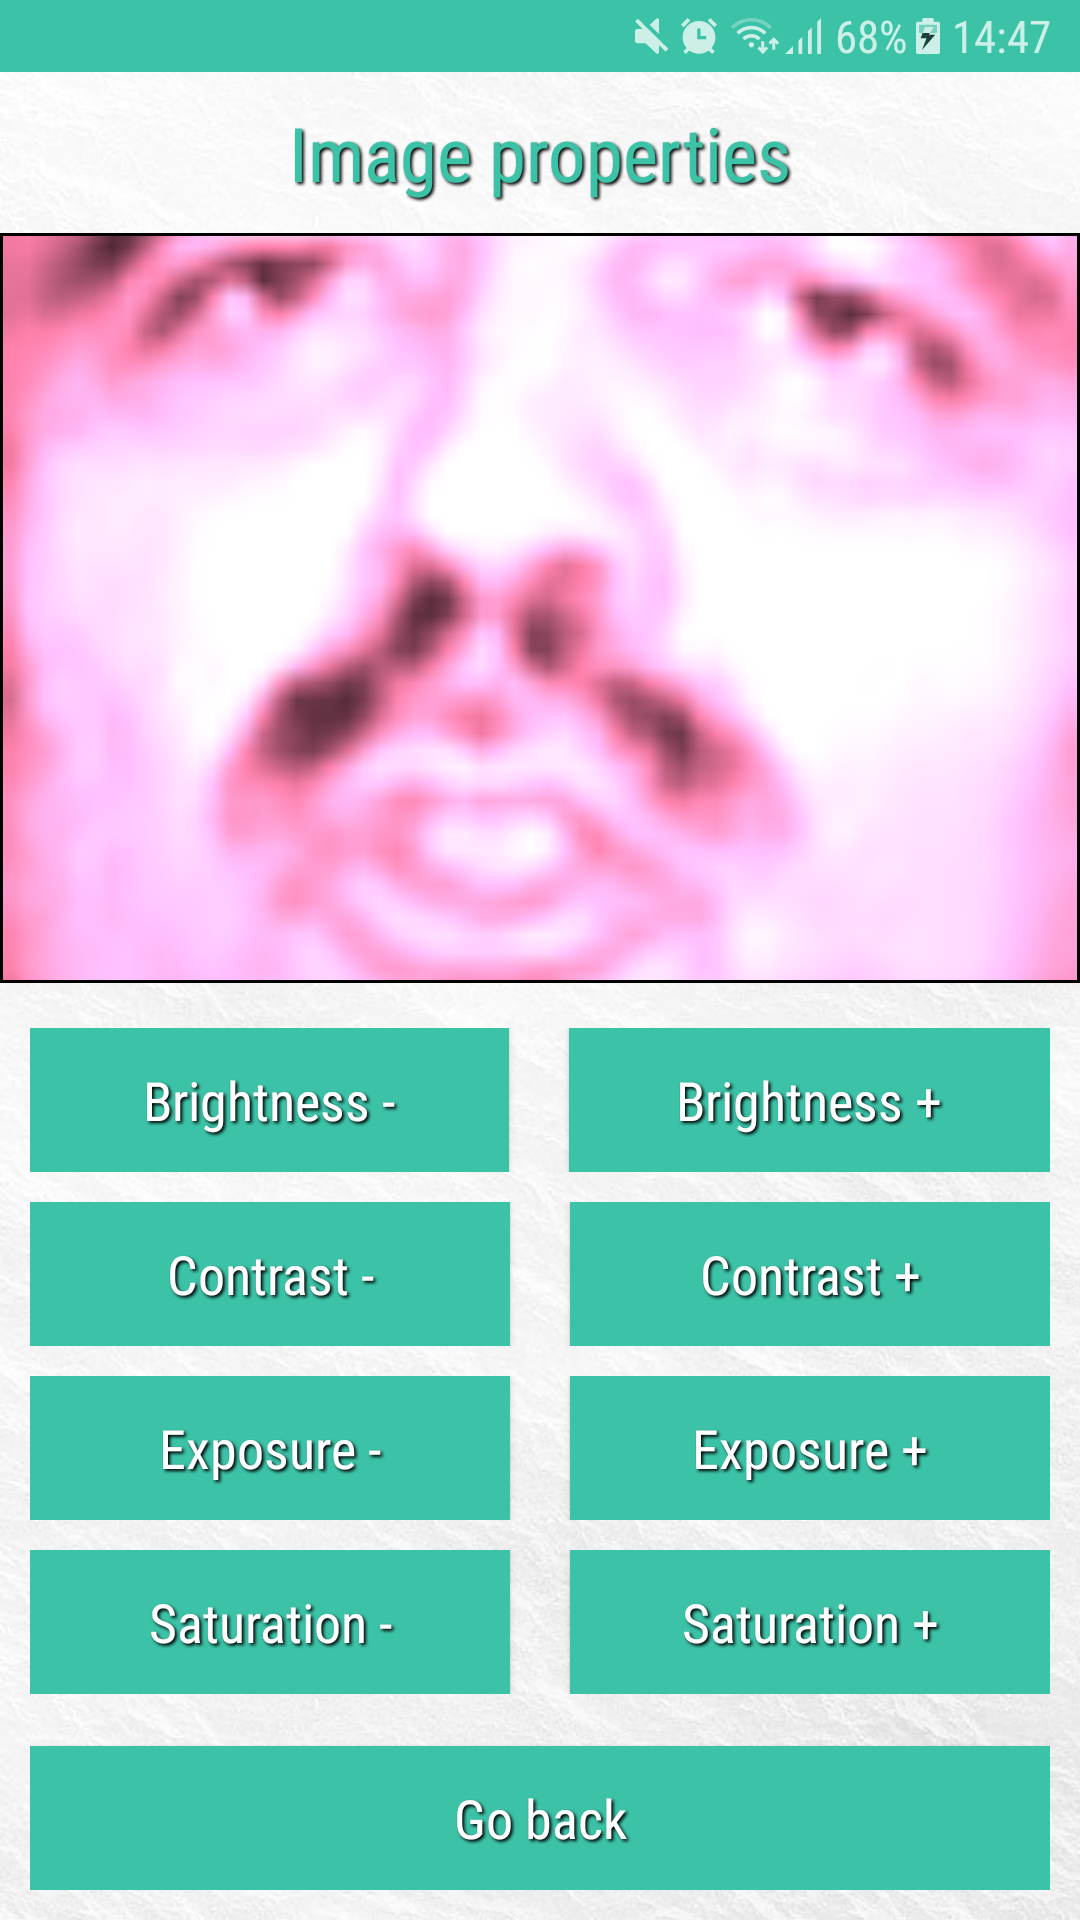 68% 14:47
Image properties
Brightness - Brightness +
Contrast - Contrast +
Exposure - Exposure +
Saturation - Saturation +
Go back